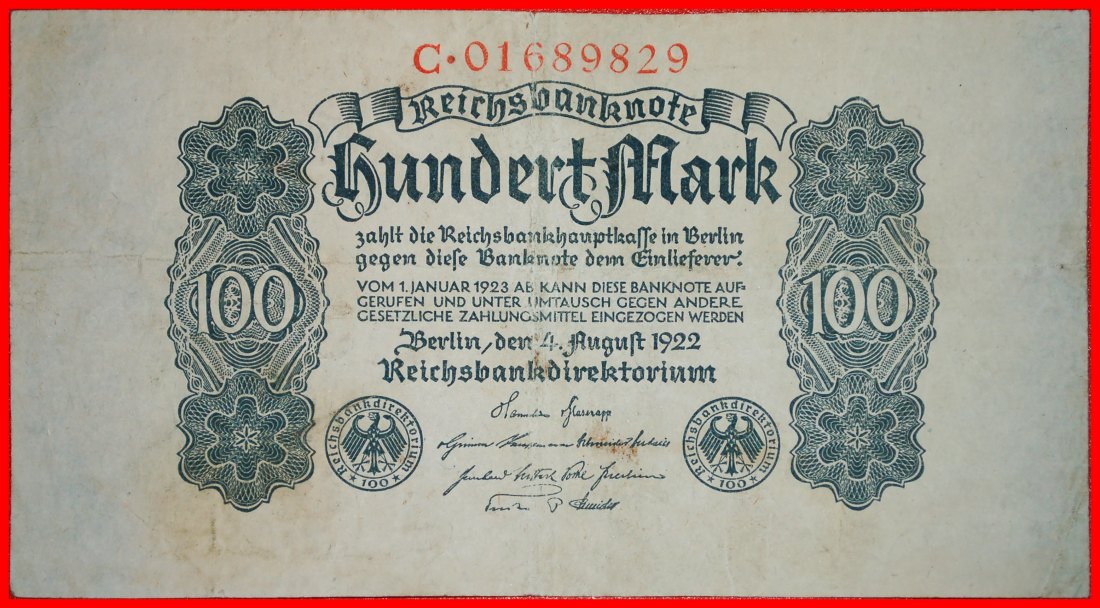 C·01689829
Reichsbanknote
Hundert Mark
zahlt die Reichsbankhauptkasse in Berlin
gegen diese Banknote dem Einlieferer.
VOM 1. JANUAR 1923 AB KANN DIESE BANKNOTE AUF-
GERUFEN UND UNTER UMTAUSCH GEGEN ANDERE
GESETZLICHE ZAHLUNGSMITTEL EINGEZOGEN WERDEN
100
100
Berlin, den 4. August 1922
Reichsbankdirektorium
Reichsbankdirektorium
100
Reichsbankdirektorium
100